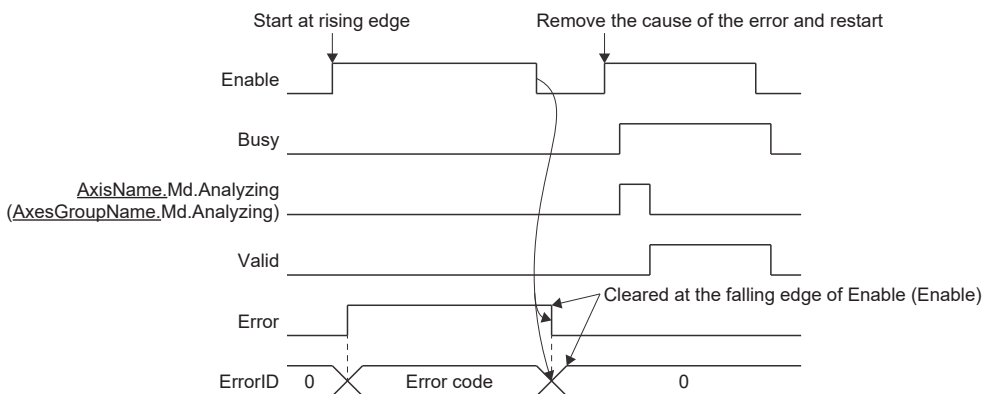 Start at rising edge
Remove the cause of the error and restart
Enable
Busy
AxisName.Md.Analyzing
(AxesGroupName.Md.Analyzing)
Valid
Cleared at the falling edge of Enable (Enable)
Error
ErrorID 0 Error code 0